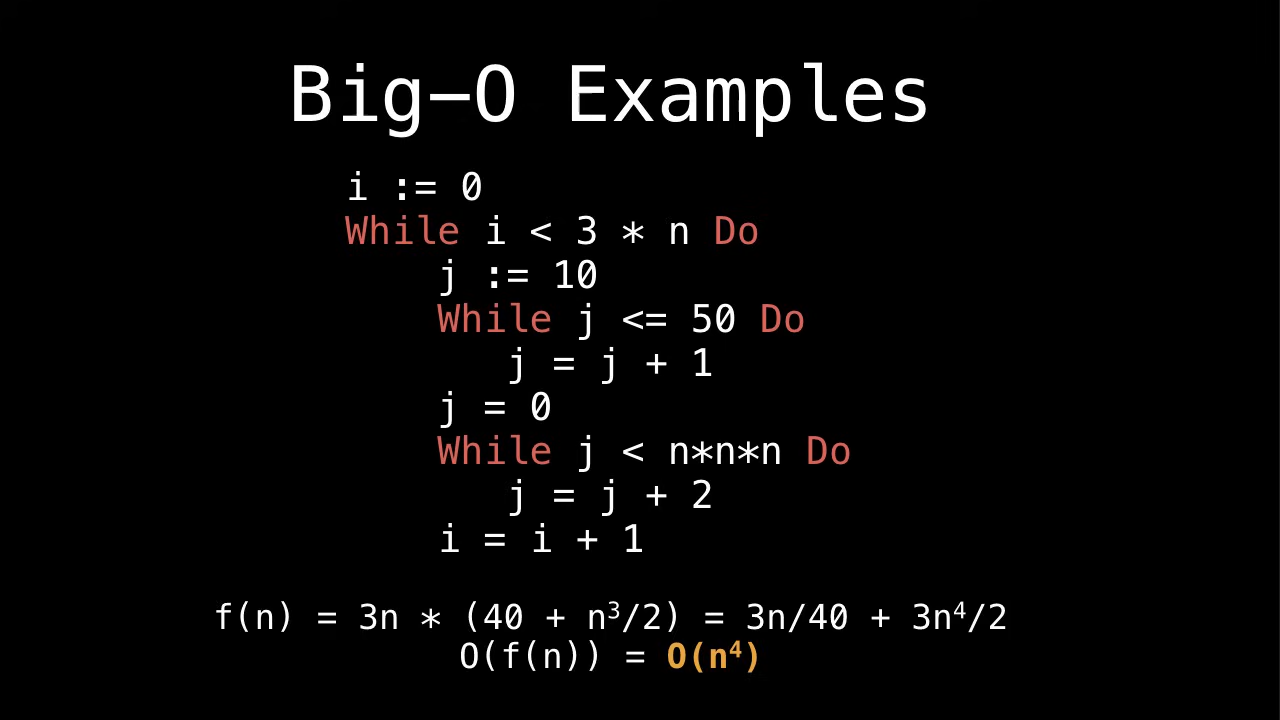 Big-O Examples
i := 0
While i < 3 * n Do
j := 10
While j <= 50 Do
j = j + 1
j = 0
While j < n*n*n Do
j = j + 2
i = i + 1
f(n) = 3n * (40 + n³/2) = 3n/40 + 3n⁴/2
O(f(n)) = O(n⁴)